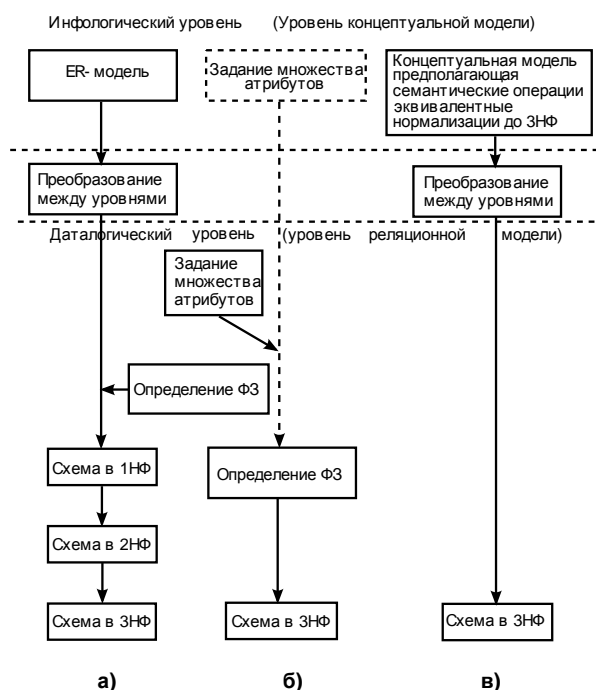 Инфологический уровень (Уровень концептуальной модели)
ER- модель
Задание множества
атрибутов
Концептуальная модель
предполагающая
семантические операции
эквивалентные
нормализации до 3НФ
Преобразование
между уровнями
Преобразование
между уровнями
Даталогический уровень (уровень реляционной модели)
Задание
множества
атрибутов
Определение ФЗ
Схема в 1НФ
Определение ФЗ
Схема в 2НФ
Схема в 3НФ
Схема в 3НФ
Схема в 3НФ
а) б) в)